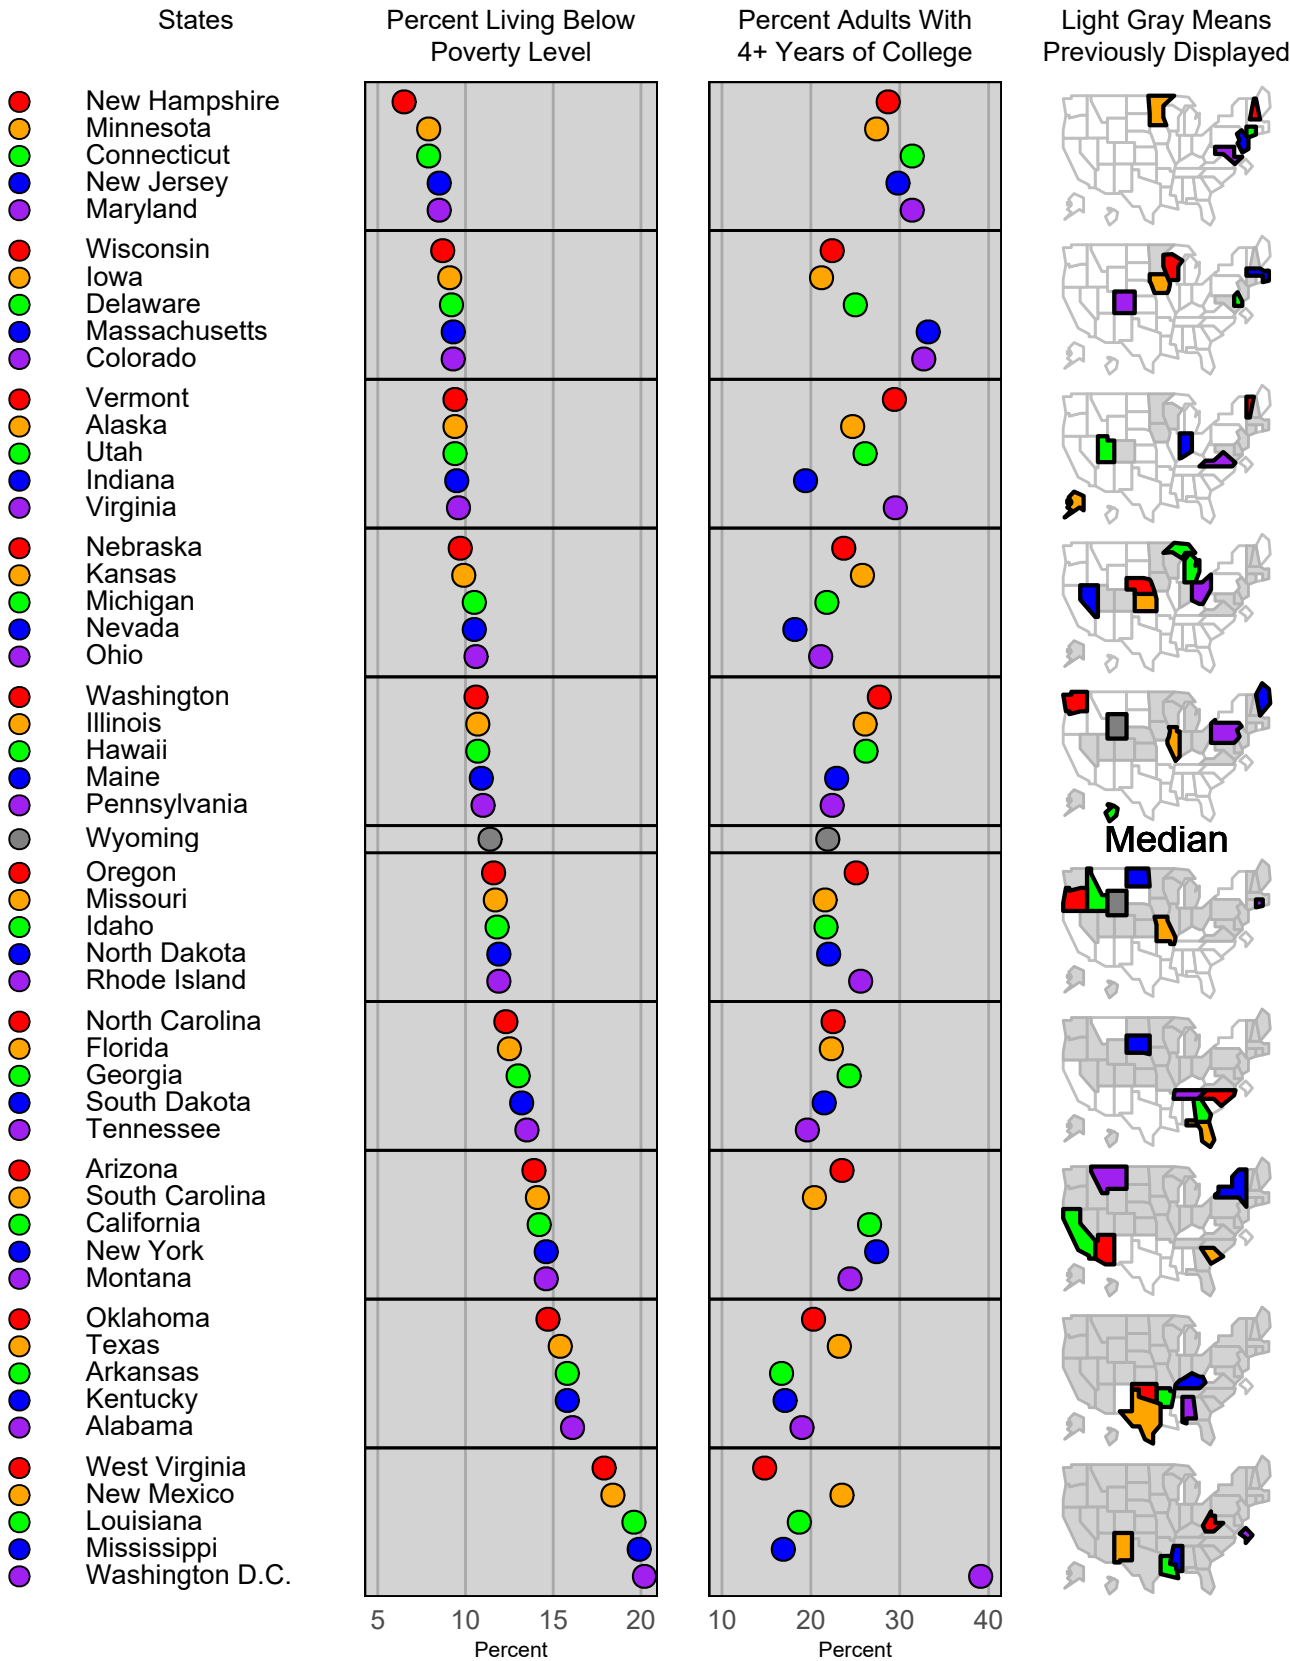 States
Percent Living Below
Poverty Level
Percent Adults With
4+ Years of College
Light Gray Means
Previously Displayed
New Hampshire
Minnesota
Connecticut
New Jersey
Maryland
Wisconsin
Iowa
Delaware
Massachusetts
Colorado
Vermont
Alaska
Utah
Indiana
Virginia
Nebraska
Kansas
Michigan
Nevada
Ohio
Washington
Illinois
Hawaii
Maine
Pennsylvania
Wyoming
Median
Oregon
Missouri
Idaho
North Dakota
Rhode Island
North Carolina
Florida
Georgia
South Dakota
Tennessee
Arizona
South Carolina
California
New York
Montana
Oklahoma
Texas
Arkansas
Kentucky
Alabama
West Virginia
New Mexico
Louisiana
Mississippi
Washington D.C.
5 10 15 20
10 20 30 40
Percent
Percent